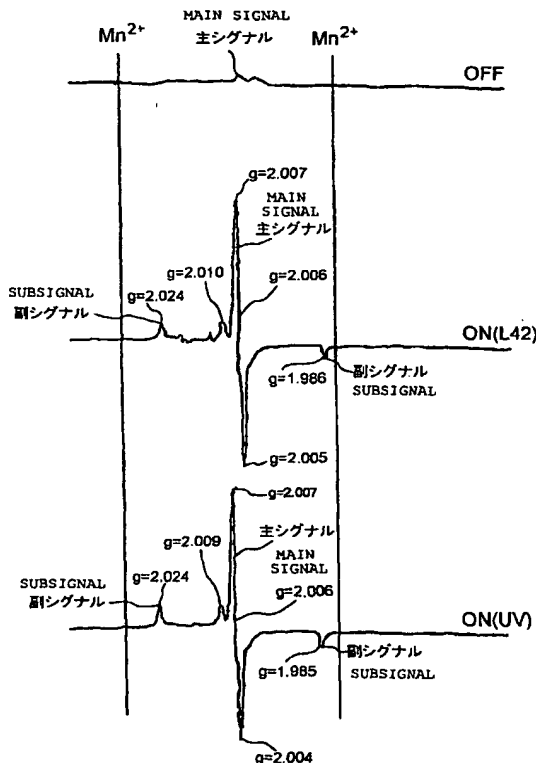 MAIN SIGNAL
主シグナル
Mn2+
Mn2+
OFF
g=2.007
MAIN
SIGNAL
主シグナル
g=2.010
g=2.006
SUBSIGNAL
副シグナル
g=2.024
ON(L42)
g=1.986
副シグナル
SUBSIGNAL
g=2.005
g=2.007
主シグナル
MAIN
SIGNAL
g=2.009
g=2.006
SUBSIGNAL
副シグナル
g=2.024
ON(UV)
g=1.985
副シグナル
SUBSIGNAL
g=2.004